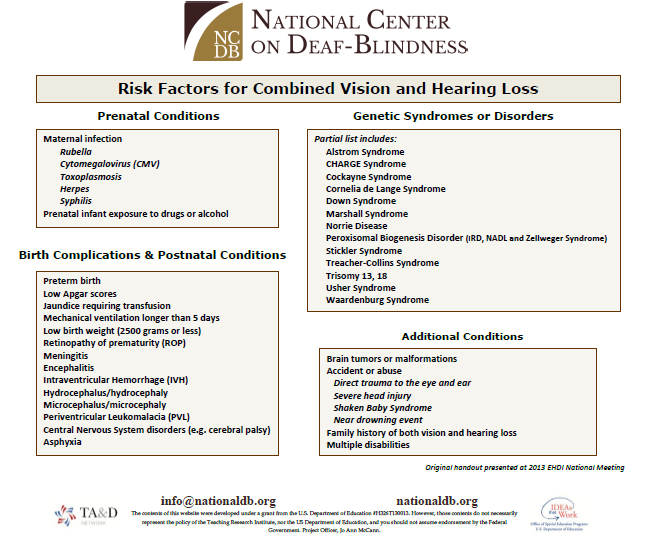 NC
DB
NATIONAL CENTER
ON DEAF-BLINDNESS
Risk Factors for Combined Vision and Hearing Loss
Prenatal Conditions
Maternal infection
Rubella
Cytomegalovirus (CMV)
Toxoplasmosis
Herpes
Syphilis
Prenatal infant exposure to drugs or alcohol
Birth Complications & Postnatal Conditions
Preterm birth
Low Apgar scores
Jaundice requiring transfusion
Mechanical ventilation longer than 5 days
Low birth weight (2500 grams or less)
Retinopathy of prematurity (ROP)
Meningitis
Encephalitis
Intraventricular Hemorrhage (IVH)
Hydrocephalus/hydrocephaly
Microcephalus/microcephaly
Periventricular Leukomalacia (PVL)
Central Nervous System disorders (e.g. cerebral palsy)
Asphyxia
Genetic Syndromes or Disorders
Partial list includes:
Alstrom Syndrome
CHARGE Syndrome
Cockayne Syndrome
Cornelia de Lange Syndrome
Down Syndrome
Marshall Syndrome
Norrie Disease
Peroxisomal Biogenesis Disorder (IRD, NADL and Zellweger Syndrome)
Stickler Syndrome
Treacher-Collins Syndrome
Trisomy 13, 18
Usher Syndrome
Waardenburg Syndrome
Additional Conditions
Brain tumors or malformations
Accident or abuse
Direct trauma to the eye and ear
Severe head injury
Shaken Baby Syndrome
Near drowning event
Family history of both vision and hearing loss
Multiple disabilities
Original handout presented at 2013 EHDI National Meeting
TA&D
NETWORK
info@nationaldb.org
nationaldb.org
The contents of this website were developed under a grant from the U.S. Department of Education #H326T130013. However, those contents do not necessarily
represent the policy of the Teaching Research Institute, nor the US Department of Education, and you should not assume endorsement by the Federal
Government. Project Officer, Jo Ann McCann.
IDEAs
that Work
Office of Special Education Programs
U.S. Department of Education